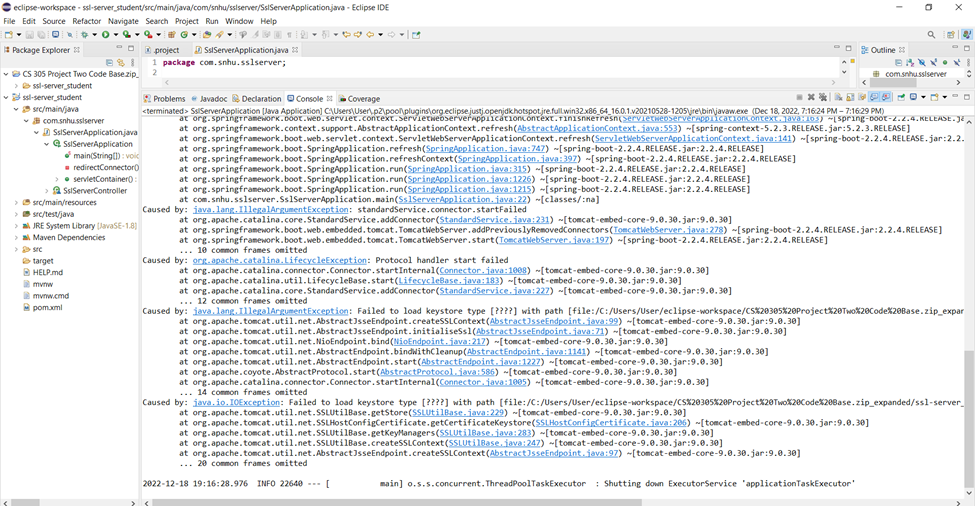 eclipse-workspace - ssl-server_student/src/main/java/com/snhu/sslserver/SslServerApplication.java - Eclipse IDE
File Edit Source Refactor Navigate Search Project Run Window Help
Package Explorer
CS 305 Project Two Code Base.zip_
ssl-server_student
ssl-server_student
src/main/java
com.snhu.sslserver
SslServerApplication.java
SslServerApplication
main(String[]) : voic
redirectConnector()
servletContainer() :
SslServerController
src/main/resources
src/test/java
JRE System Library [JavaSE-1.8]
Maven Dependencies
src
target
HELP.md
mvnw
mvnw.cmd
pom.xml
.project
SslServerApplication.java
1 package com.snhu.sslserver;
2
Outline
com.snhu.sslserver
Problems Javadoc Declaration Console Coverage
<terminated> SslServerApplication [Java Application] C:\Users\User\.p2\pool\plugins\org.eclipse.justj.openjdk.hotspot.jre.full.win32.x86_64_16.0.1.v20210528-1205\jre\bin\javaw.exe (Dec 18, 2022, 7:16:24 PM – 7:16:29 PM)
at org.springframework.boot.web.servlet.context.ServletWebServerApplicationContext.finishRefresh(ServletWebServerApplicationContext.java:163) ~[spring-boot-2.2.4.RELEASE.ja
at org.springframework.context.support.AbstractApplicationContext.refresh(AbstractApplicationContext.java:553) ~[spring-context-5.2.3.RELEASE.jar:5.2.3.RELEASE]
at org.springframework.boot.web.servlet.context.ServletWebServerApplicationContext.refresh(ServletWebServerApplicationContext.java:141) ~[spring-boot-2.2.4.RELEASE.jar:2.2.
at org.springframework.boot.SpringApplication.refresh(SpringApplication.java:747) ~[spring-boot-2.2.4.RELEASE.jar:2.2.4.RELEASE]
at org.springframework.boot.SpringApplication.refreshContext(SpringApplication.java:397) ~[spring-boot-2.2.4.RELEASE.jar:2.2.4.RELEASE]
at org.springframework.boot.SpringApplication.run(SpringApplication.java:315) ~[spring-boot-2.2.4.RELEASE.jar:2.2.4.RELEASE]
at org.springframework.boot.SpringApplication.run(SpringApplication.java:1226) ~[spring-boot-2.2.4.RELEASE.jar:2.2.4.RELEASE]
at org.springframework.boot.SpringApplication.run(SpringApplication.java:1215) ~[spring-boot-2.2.4.RELEASE.jar:2.2.4.RELEASE]
at com.snhu.sslserver.SslServerApplication.main(SslServerApplication.java:22) ~[classes/:na]
Caused by: java.lang.IllegalArgumentException: standardService.connector.startFailed
at org.apache.catalina.core.StandardService.addConnector(StandardService.java:231) ~[tomcat-embed-core-9.0.30.jar:9.0.30]
at org.springframework.boot.web.embedded.tomcat.TomcatWebServer.addPreviouslyRemovedConnectors(TomcatWebServer.java:278) ~[spring-boot-2.2.4.RELEASE.jar:2.2.4.RELEASE]
at org.springframework.boot.web.embedded.tomcat.TomcatWebServer.start(TomcatWebServer.java:197) ~[spring-boot-2.2.4.RELEASE.jar:2.2.4.RELEASE]
... 10 common frames omitted
Caused by: org.apache.catalina.LifecycleException: Protocol handler start failed
at org.apache.catalina.connector.Connector.startInternal(Connector.java:1008) ~[tomcat-embed-core-9.0.30.jar:9.0.30]
at org.apache.catalina.util.LifecycleBase.start(LifecycleBase.java:183) ~[tomcat-embed-core-9.0.30.jar:9.0.30]
at org.apache.catalina.core.StandardService.addConnector(StandardService.java:227) ~[tomcat-embed-core-9.0.30.jar:9.0.30]
... 12 common frames omitted
Caused by: java.lang.IllegalArgumentException: Failed to load keystore type [????] with path [file:/C:/Users/User/eclipse-workspace/CS%20305%20Project%20Two%20Code%20Base.zip_expan
at org.apache.tomcat.util.net.AbstractJsseEndpoint.createSSLContext(AbstractJsseEndpoint.java:99) ~[tomcat-embed-core-9.0.30.jar:9.0.30]
at org.apache.tomcat.util.net.AbstractJsseEndpoint.initialiseSsl(AbstractJsseEndpoint.java:71) ~[tomcat-embed-core-9.0.30.jar:9.0.30]
at org.apache.tomcat.util.net.NioEndpoint.bind(NioEndpoint.java:217) ~[tomcat-embed-core-9.0.30.jar:9.0.30]
at org.apache.tomcat.util.net.AbstractEndpoint.bindWithCleanup(AbstractEndpoint.java:1141) ~[tomcat-embed-core-9.0.30.jar:9.0.30]
at org.apache.tomcat.util.net.AbstractEndpoint.start(AbstractEndpoint.java:1227) ~[tomcat-embed-core-9.0.30.jar:9.0.30]
at org.apache.coyote.AbstractProtocol.start(AbstractProtocol.java:586) ~[tomcat-embed-core-9.0.30.jar:9.0.30]
at org.apache.catalina.connector.Connector.startInternal(Connector.java:1005) ~[tomcat-embed-core-9.0.30.jar:9.0.30]
... 14 common frames omitted
Caused by: java.io.IOException: Failed to load keystore type [????] with path [file:/C:/Users/User/eclipse-workspace/CS%20305%20Project%20Two%20Code%20Base.zip_expanded/ssl-server_
at org.apache.tomcat.util.net.SSLUtilBase.getStore(SSLUtilBase.java:229) ~[tomcat-embed-core-9.0.30.jar:9.0.30]
at org.apache.tomcat.util.net.SSLHostConfigCertificate.getCertificateKeystore(SSLHostConfigCertificate.java:206) ~[tomcat-embed-core-9.0.30.jar:9.0.30]
at org.apache.tomcat.util.net.SSLUtilBase.getKeyManagers(SSLUtilBase.java:283) ~[tomcat-embed-core-9.0.30.jar:9.0.30]
at org.apache.tomcat.util.net.SSLUtilBase.createSSLContext(SSLUtilBase.java:247) ~[tomcat-embed-core-9.0.30.jar:9.0.30]
at org.apache.tomcat.util.net.AbstractJsseEndpoint.createSSLContext(AbstractJsseEndpoint.java:97) ~[tomcat-embed-core-9.0.30.jar:9.0.30]
... 20 common frames omitted
2022-12-18 19:16:28.976 INFO 22640 --- [ main] o.s.s.concurrent.ThreadPoolTaskExecutor : Shutting down ExecutorService 'applicationTaskExecutor'